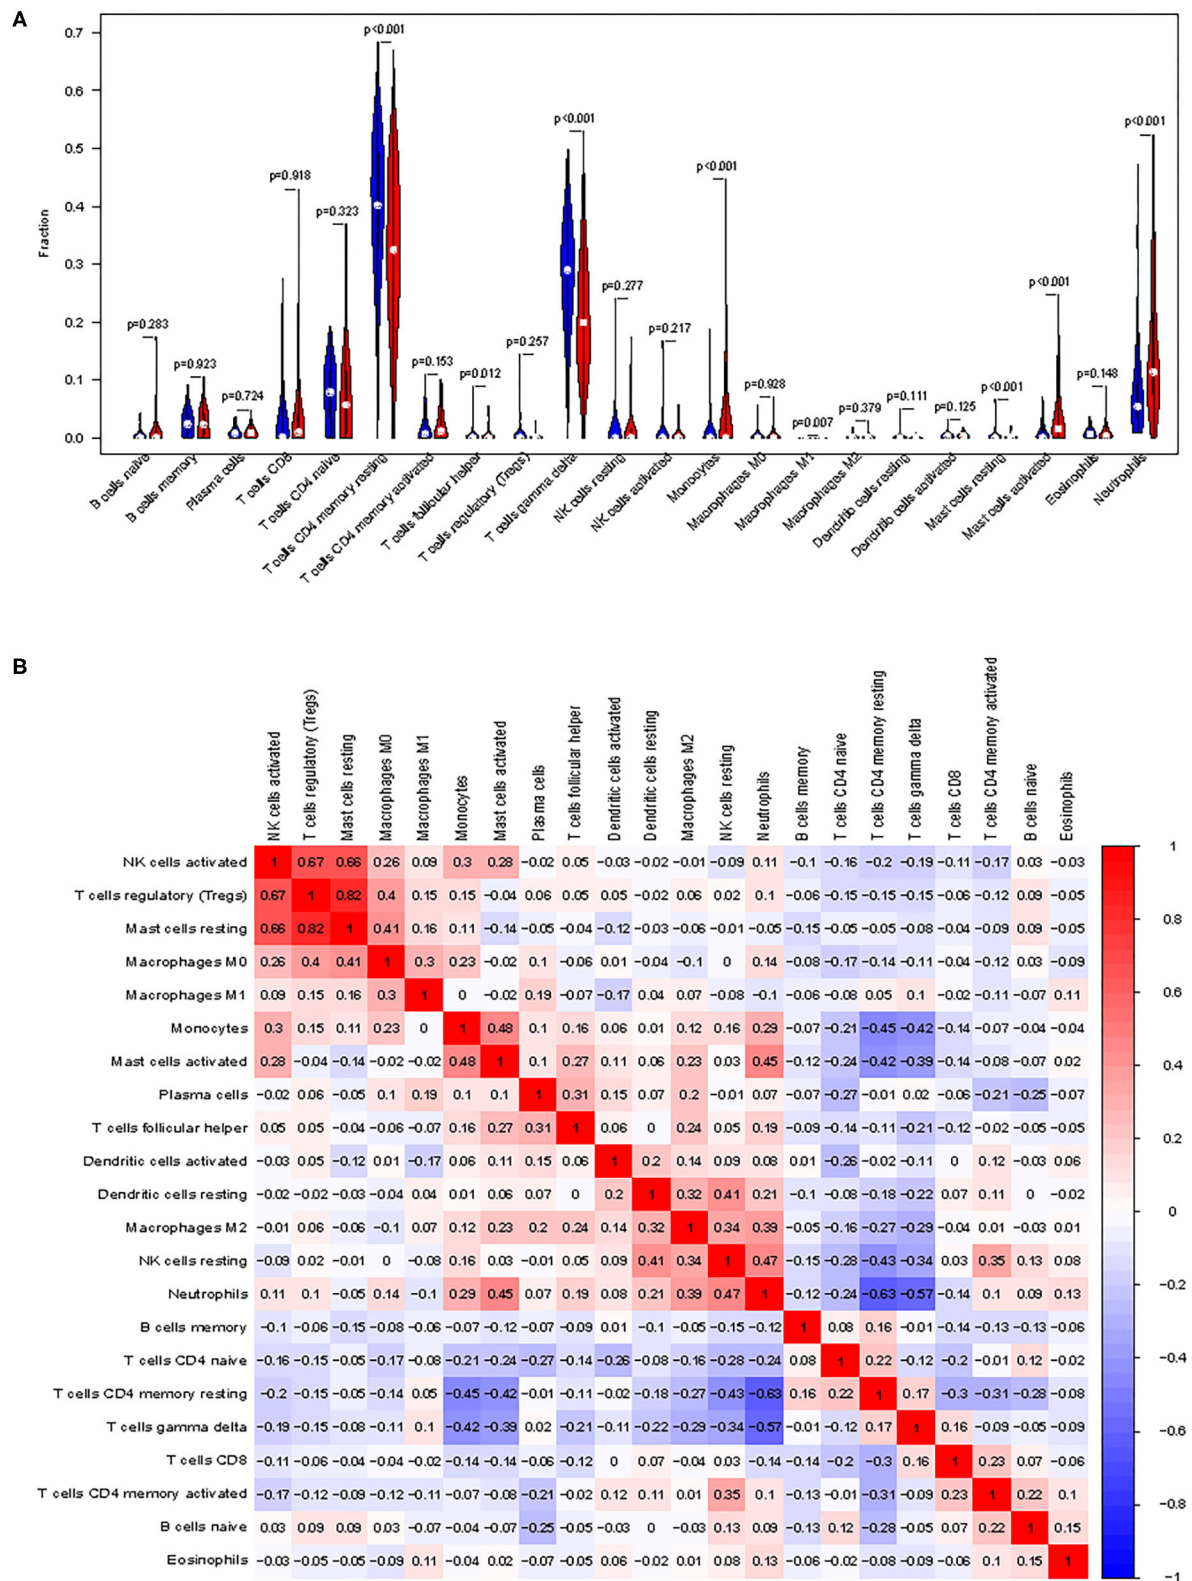 A
p<0.001
0.7
0.6
p<0.001
p<0.001
0.5
p=0.918
p<0.001
0.4
p=0.323
Fraction
0.3
p=0.277
p<0.001
0.2
p=0.283
p=0.257
p=0.217
p=0.923
p=0.153
p=0.012
p=0.928
p=0.111
p<0.001
p=0.148
0.1
p=0.724
p=0.007
p=0.379
p=0.125
0.0
B cells naive
B cells memory
Plasma cells
T cells CD8
T cells CD4 naive
T cells CD4 memory resting
T cells CD4 memory activated
T cells follicular helper
T cells regulatory (Tregs)
T cells gamma delta
NK cells resting
NK cells activated
Monocytes
Macrophages M0
Macrophages M1
Macrophages M2
Dendritic cells resting
Dendritic cells activated
Mast cells resting
Mast cells activated
Eosinophils
Neutrophils
B
NK cells activated
T cells regulatory (Tregs)
Mast cells resting
Macrophages M0
Macrophages M1
Monocytes
Mast cells activated
Plasma cells
T cells follicular helper
Dendritic cells activated
Dendritic cells resting
Macrophages M2
NK cells resting
Neutrophils
B cells memory
T cells CD4 naive
T cells CD4 memory resting
T cells gamma delta
T cells CD8
T cells CD4 memory activated
B cells naive
Eosinophils
NK cells activated 1 0.67 0.66 0.26 0.09 0.3 0.28 −0.02 0.05 −0.03 −0.02 −0.01 −0.09 0.11 −0.1 −0.16 −0.2 −0.19 −0.11 −0.17 0.03 −0.03
T cells regulatory (Tregs) 0.67 1 0.82 0.4 0.15 0.15 −0.04 0.06 0.05 0.05 −0.02 0.06 0.02 0.1 −0.06 −0.15 −0.15 −0.15 −0.06 −0.12 0.09 −0.05
Mast cells resting 0.66 0.82 1 0.41 0.16 0.11 −0.14 −0.05 −0.04 −0.12 −0.03 −0.06 −0.01 −0.05 −0.15 −0.05 −0.05 −0.08 −0.04 −0.09 0.09 −0.05
Macrophages M0 0.26 0.4 0.41 1 0.3 0.23 −0.02 0.1 −0.06 0.01 −0.04 −0.1 0 0.14 −0.08 −0.17 −0.14 −0.11 −0.04 −0.12 0.03 −0.09
Macrophages M1 0.09 0.15 0.16 0.3 1 0 −0.02 0.19 −0.07 −0.17 0.04 0.07 −0.08 −0.1 −0.06 −0.08 0.05 0.1 −0.02 −0.11 −0.07 0.11
Monocytes 0.3 0.15 0.11 0.23 0 1 0.48 0.1 0.16 0.06 0.01 0.12 0.16 0.29 −0.07 −0.21 −0.45 −0.42 −0.14 −0.07 −0.04 −0.04
Mast cells activated 0.28 −0.04 −0.14 −0.02 −0.02 0.48 1 0.1 0.27 0.11 0.06 0.23 0.03 0.45 −0.12 −0.24 −0.42 −0.39 −0.14 −0.08 −0.07 0.02
Plasma cells −0.02 0.06 −0.05 0.1 0.19 0.1 0.1 1 0.31 0.15 0.07 0.2 −0.01 0.07 −0.07 −0.27 −0.01 0.02 −0.06 −0.21 −0.25 −0.07
T cells follicular helper 0.05 0.05 −0.04 −0.06 −0.07 0.16 0.27 0.31 1 0.06 0 0.24 0.05 0.19 −0.09 −0.14 −0.11 −0.21 −0.12 −0.02 −0.05 −0.05
Dendritic cells activated −0.03 0.05 −0.12 0.01 −0.17 0.06 0.11 0.15 0.06 1 0.2 0.14 0.09 0.08 0.01 −0.26 −0.02 −0.11 0 0.12 −0.03 0.06
Dendritic cells resting −0.02 −0.02 −0.03 −0.04 0.04 0.01 0.06 0.07 0 0.2 1 0.32 0.41 0.21 −0.1 −0.08 −0.18 −0.22 0.07 0.11 0 −0.02
Macrophages M2 −0.01 0.06 −0.06 −0.1 0.07 0.12 0.23 0.2 0.24 0.14 0.32 1 0.34 0.39 −0.05 −0.16 −0.27 −0.29 −0.04 0.01 −0.03 0.01
NK cells resting −0.09 0.02 −0.01 0 −0.08 0.16 0.03 −0.01 0.05 0.09 0.41 0.34 1 0.47 −0.15 −0.28 −0.43 −0.34 0.03 0.35 0.13 0.08
Neutrophils 0.11 0.1 −0.05 0.14 −0.1 0.29 0.45 0.07 0.19 0.08 0.21 0.39 0.47 1 −0.12 −0.24 −0.63 −0.57 −0.14 0.1 0.09 0.13
B cells memory −0.1 −0.06 −0.15 −0.08 −0.06 −0.07 −0.12 −0.07 −0.09 0.01 −0.1 −0.05 −0.15 −0.12 1 0.08 0.16 −0.01 −0.14 −0.13 −0.13 −0.06
T cells CD4 naive −0.16 −0.15 −0.05 −0.17 −0.08 −0.21 −0.24 −0.27 −0.14 −0.26 −0.08 −0.16 −0.28 −0.24 0.08 1 0.22 −0.12 −0.2 −0.01 0.12 −0.02
T cells CD4 memory resting −0.2 −0.15 −0.05 −0.14 0.05 −0.45 −0.42 −0.01 −0.11 −0.02 −0.18 −0.27 −0.43 −0.63 0.16 0.22 1 0.17 −0.3 −0.31 −0.28 −0.08
T cells gamma delta −0.19 −0.15 −0.08 −0.11 0.1 −0.42 −0.39 0.02 −0.21 −0.11 −0.22 −0.29 −0.34 −0.57 −0.01 −0.12 0.17 1 0.16 −0.09 −0.05 −0.09
T cells CD8 −0.11 −0.06 −0.04 −0.04 −0.02 −0.14 −0.14 −0.06 −0.12 0 0.07 −0.04 0.03 −0.14 −0.14 −0.2 −0.3 0.16 1 0.23 0.07 −0.06
T cells CD4 memory activated −0.17 −0.12 −0.09 −0.12 −0.11 −0.07 −0.08 −0.21 −0.02 0.12 0.11 0.01 0.35 0.1 −0.13 −0.01 −0.31 −0.09 0.23 1 0.22 0.1
B cells naive 0.03 0.09 0.09 0.03 −0.07 −0.04 −0.07 −0.25 −0.05 −0.03 0 −0.03 0.13 0.09 −0.13 0.12 −0.28 −0.05 0.07 0.22 1 0.15
Eosinophils −0.03 −0.05 −0.05 −0.09 0.11 −0.04 0.02 −0.07 −0.05 0.06 −0.02 0.01 0.08 0.13 −0.06 −0.02 −0.08 −0.09 −0.06 0.1 0.15 1
1
0.8
0.6
0.4
0.2
0
−0.2
−0.4
−0.6
−0.8
−1